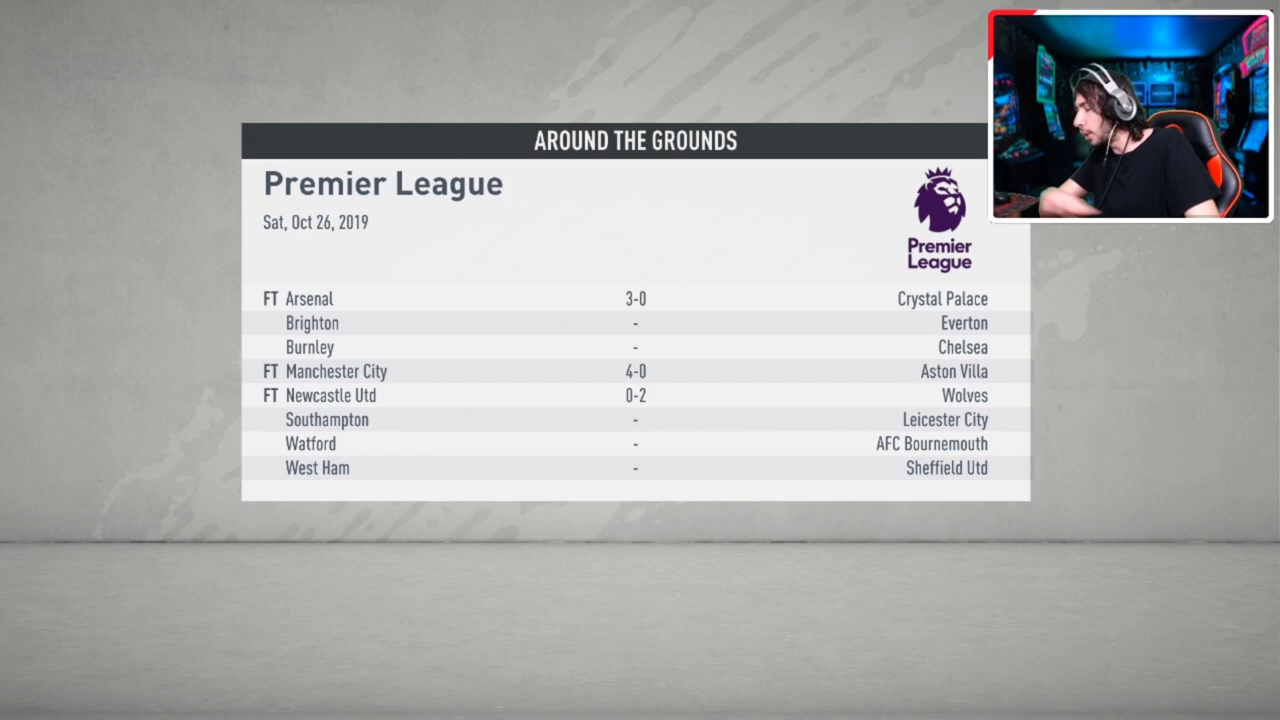 AROUND THE GROUNDS
Premier League
Sat, Oct 26, 2019
Premier
League
FT Arsenal 3-0 Crystal Palace
Brighton - Everton
Burnley - Chelsea
FT Manchester City 4-0 Aston Villa
FT Newcastle Utd 0-2 Wolves
Southampton - Leicester City
Watford - AFC Bournemouth
West Ham - Sheffield Utd